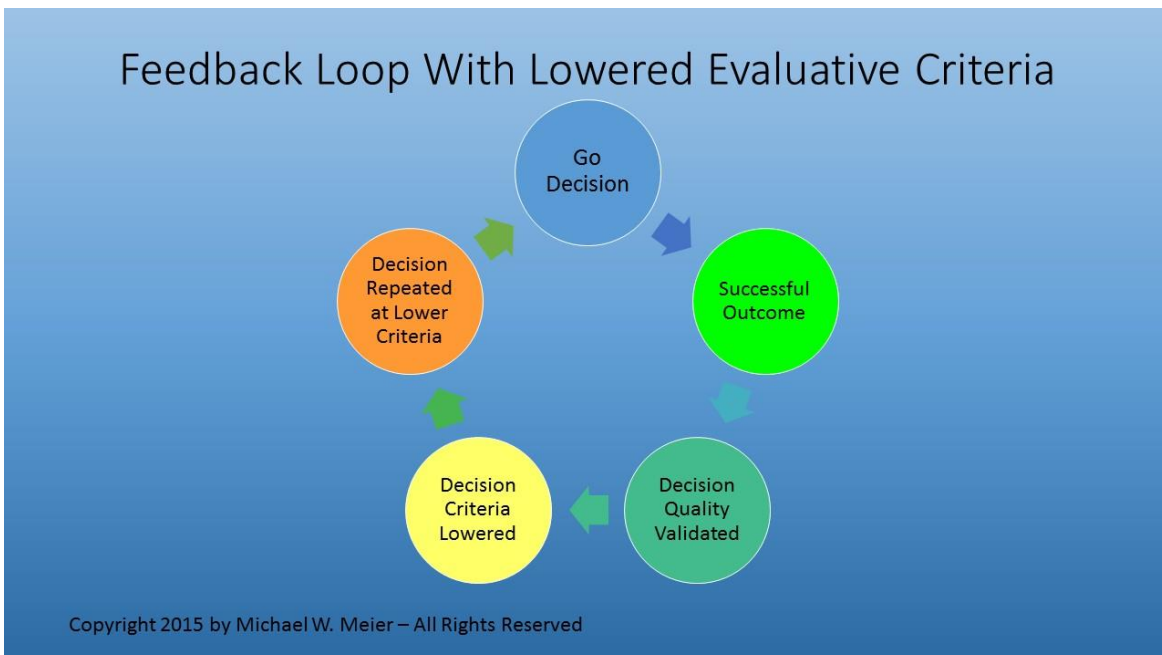 Feedback Loop With Lowered Evaluative Criteria
Go
Decision
Successful
Outcome
Decision
Quality
Validated
Decision
Criteria
Lowered
Decision
Repeated
at Lower
Criteria
Copyright 2015 by Michael W. Meier – All Rights Reserved